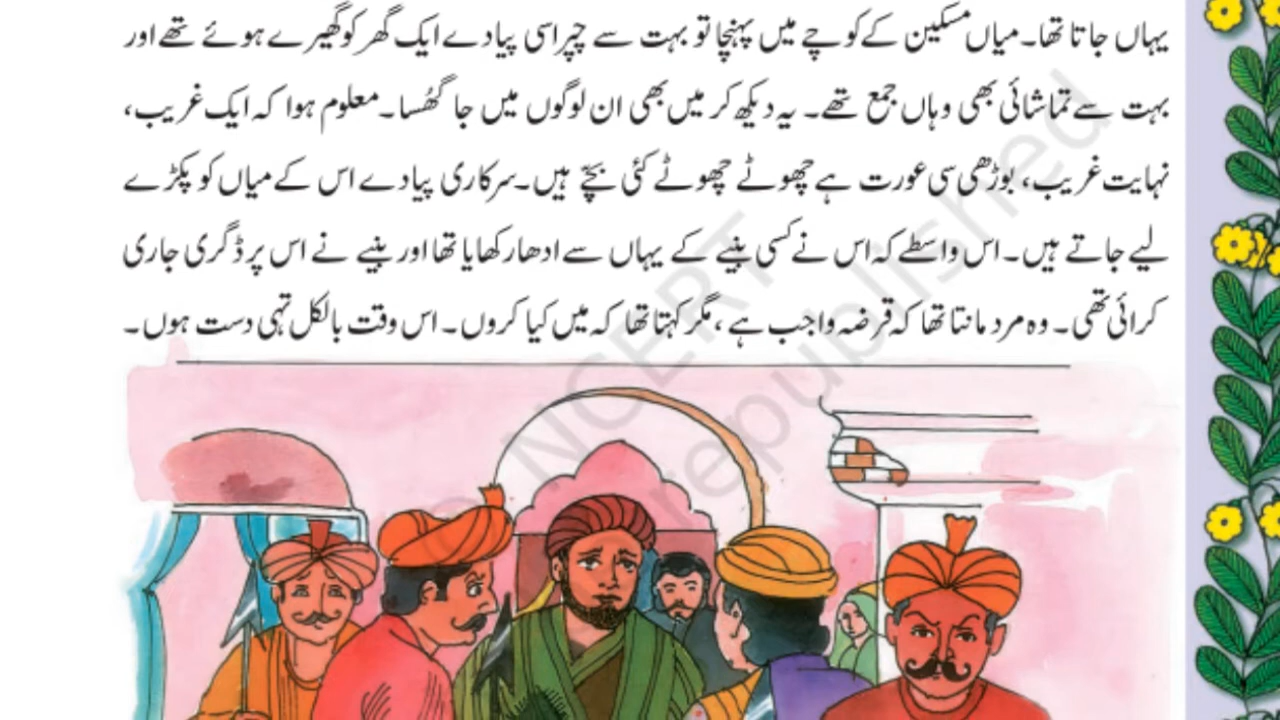 یہاں جاتا تھا۔ میاں مسکین کے کوچے میں پہنچا تو بہت سے چپراسی پیادے ایک گھر کو گھیرے ہوئے تھے اور
بہت سے تماشائی بھی وہاں جمع تھے۔ یہ دیکھ کر میں بھی ان لوگوں میں جا گھُسا۔ معلوم ہوا کہ ایک غریب،
نہایت غریب، بوڑھی سی عورت ہے چھوٹے چھوٹے کئی بچّے ہیں۔ سرکاری پیادے اس کے میاں کو پکڑے
لیے جاتے ہیں۔ اس واسطے کہ اس نے کسی بنیے کے یہاں سے ادھار کھایا تھا اور بنیے نے اس پر ڈگری جاری
کرائی تھی۔ وہ مرد مانتا تھا کہ قرضہ واجب ہے، مگر کہتا تھا کہ میں کیا کروں۔ اس وقت بالکل تہی دست ہوں۔
© NCERT
republished